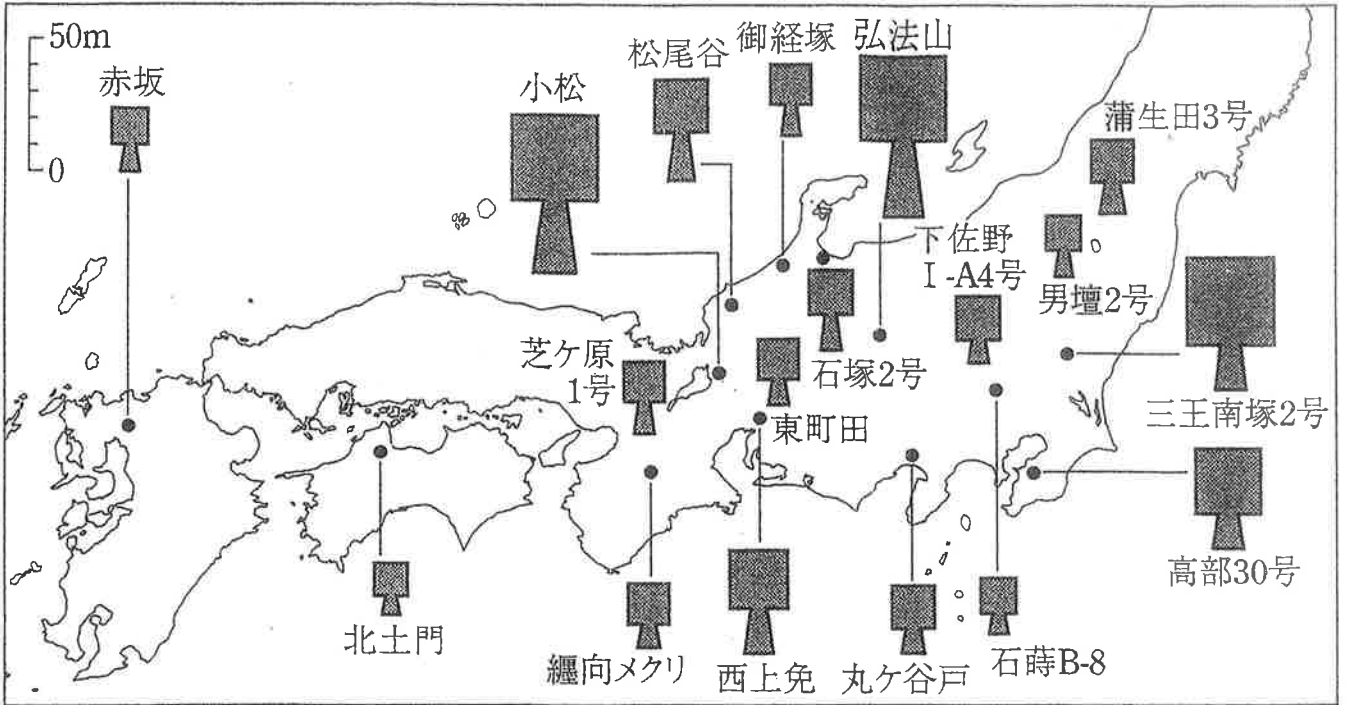 50m
0
赤坂
小松
松尾谷
御経塚
弘法山
蒲生田3号
下佐野
I-A4号
男壇2号
芝ケ原
1号
石塚2号
東町田
三王南塚2号
高部30号
北土門
纒向メクリ
西上免
丸ケ谷戸
石蒔B-8